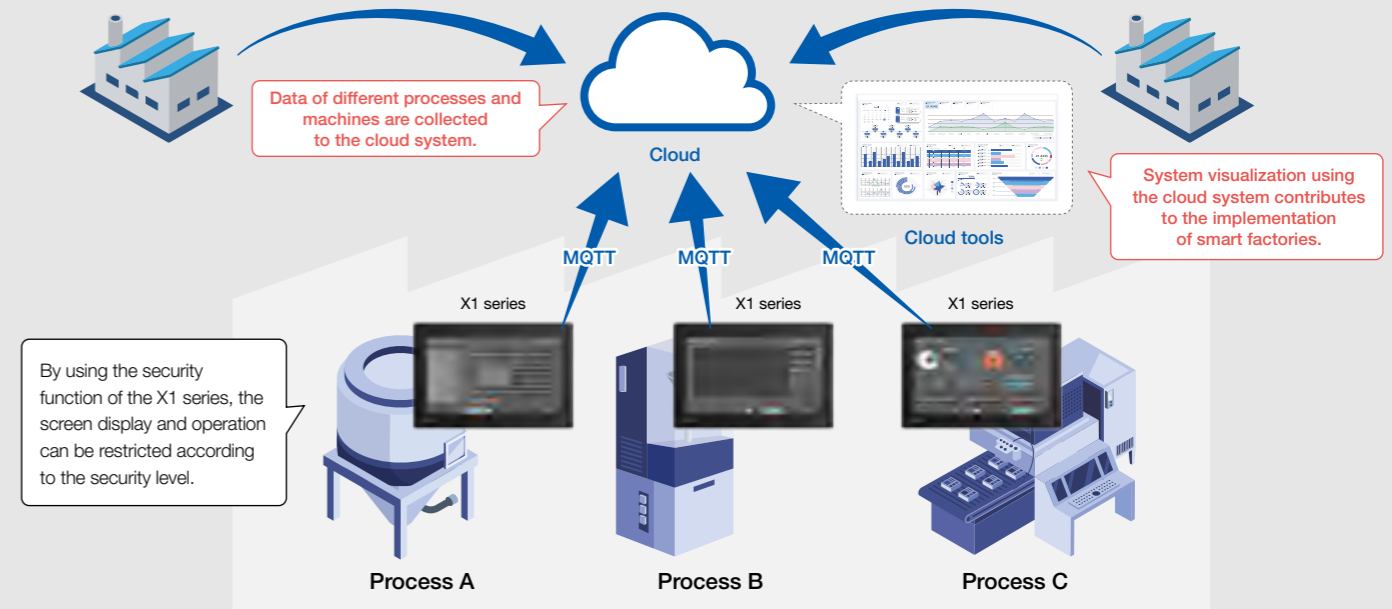 Data of different processes and
machines are collected
to the cloud system.
Cloud
System visualization using
the cloud system contributes
to the implementation
of smart factories.
Cloud tools
MQTT
MQTT
MQTT
X1 series
X1 series
X1 series
By using the security
function of the X1 series, the
screen display and operation
can be restricted according
to the security level.
Process A
Process B
Process C